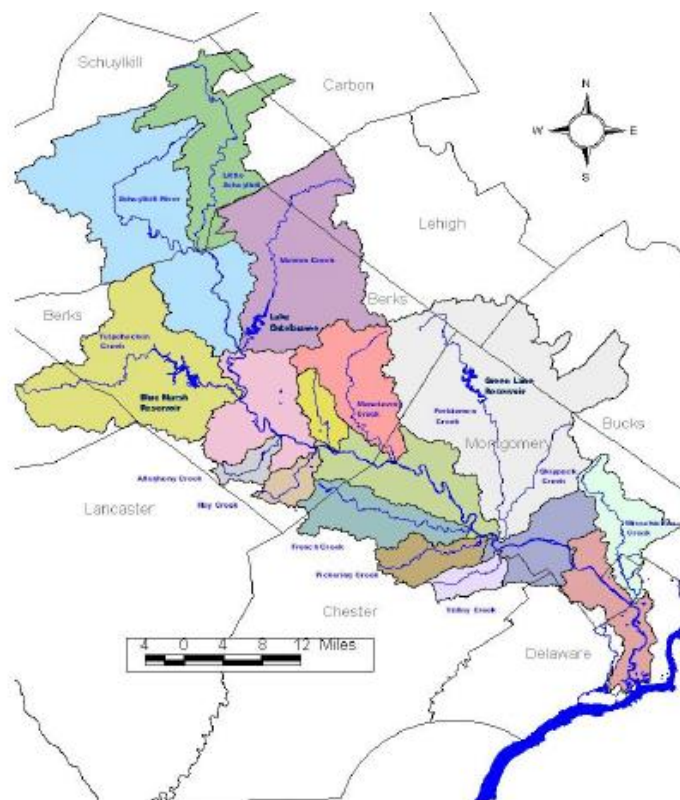 Schuylkill
Carbon
N
W
E
S
Little
Schuylkill
Schuylkill River
Lehigh
Maiden Creek
Berks
Lake
Ontelaunee
Berks
Tulpehocken
Creek
Blue Marsh
Reservoir
Manatawny
Creek
Green Lane
Reservoir
Perkiomen
Creek
Bucks
Montgomery
Skippack
Creek
Allegheny Creek
Hay Creek
Lancaster
Wissahickon
Creek
French Creek
Pickering Creek
Valley Creek
Chester
4 0 4 8 12 Miles
Delaware